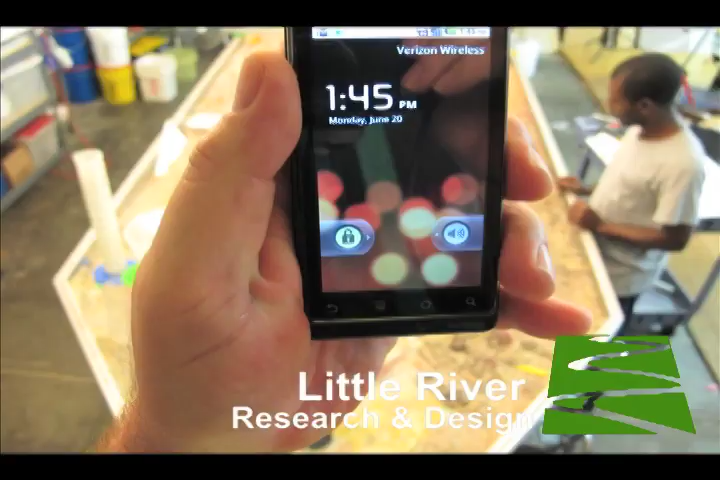 Verizon Wireless
1:45 PM
Monday, June 20
Little River
Research & Design